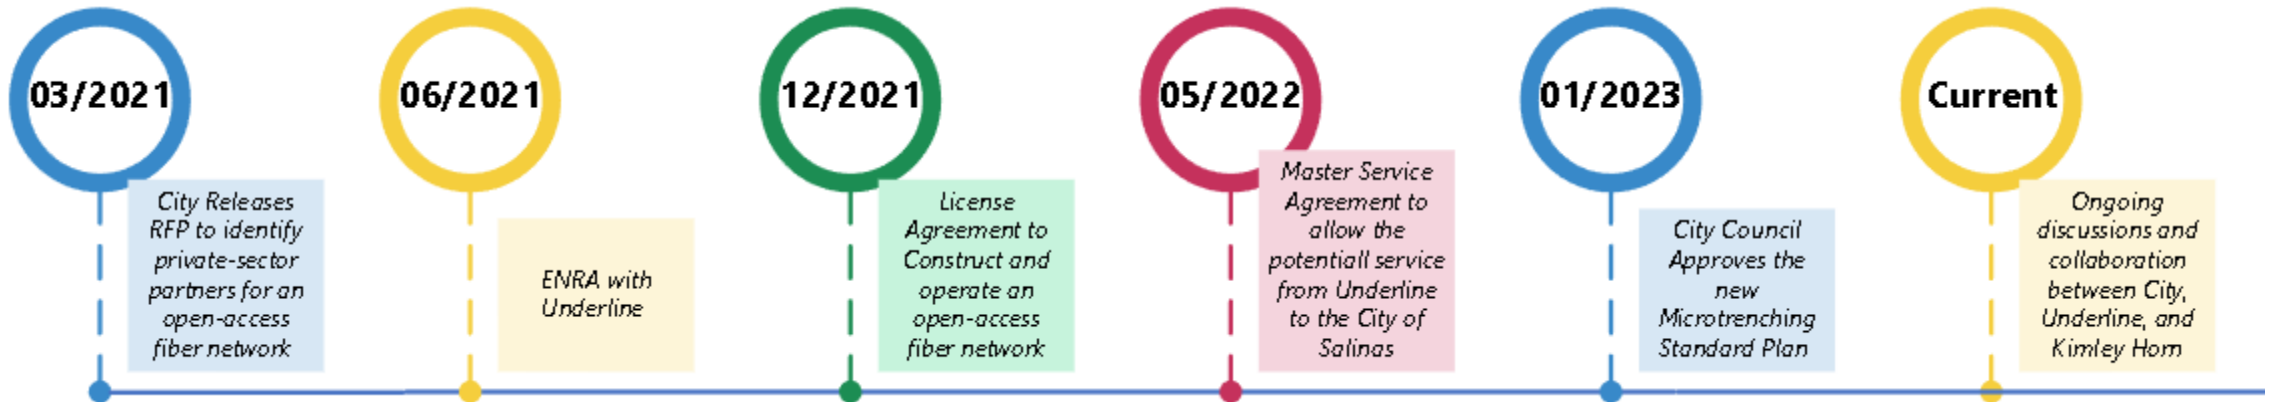 03/2021
City Releases
RFP to identify
private-sector
partners for an
open-access
fiber network
06/2021
ENRA with
Underline
12/2021
License
Agreement to
Construct and
operate an
open-access
fiber network
05/2022
Master Service
Agreement to
allow the
potentiall service
from Underline
to the City of
Salinas
01/2023
City Council
Approves the
new
Microtrenching
Standard Plan
Current
Ongoing
discussions and
collaboration
between City,
Underline, and
Kimley Horn